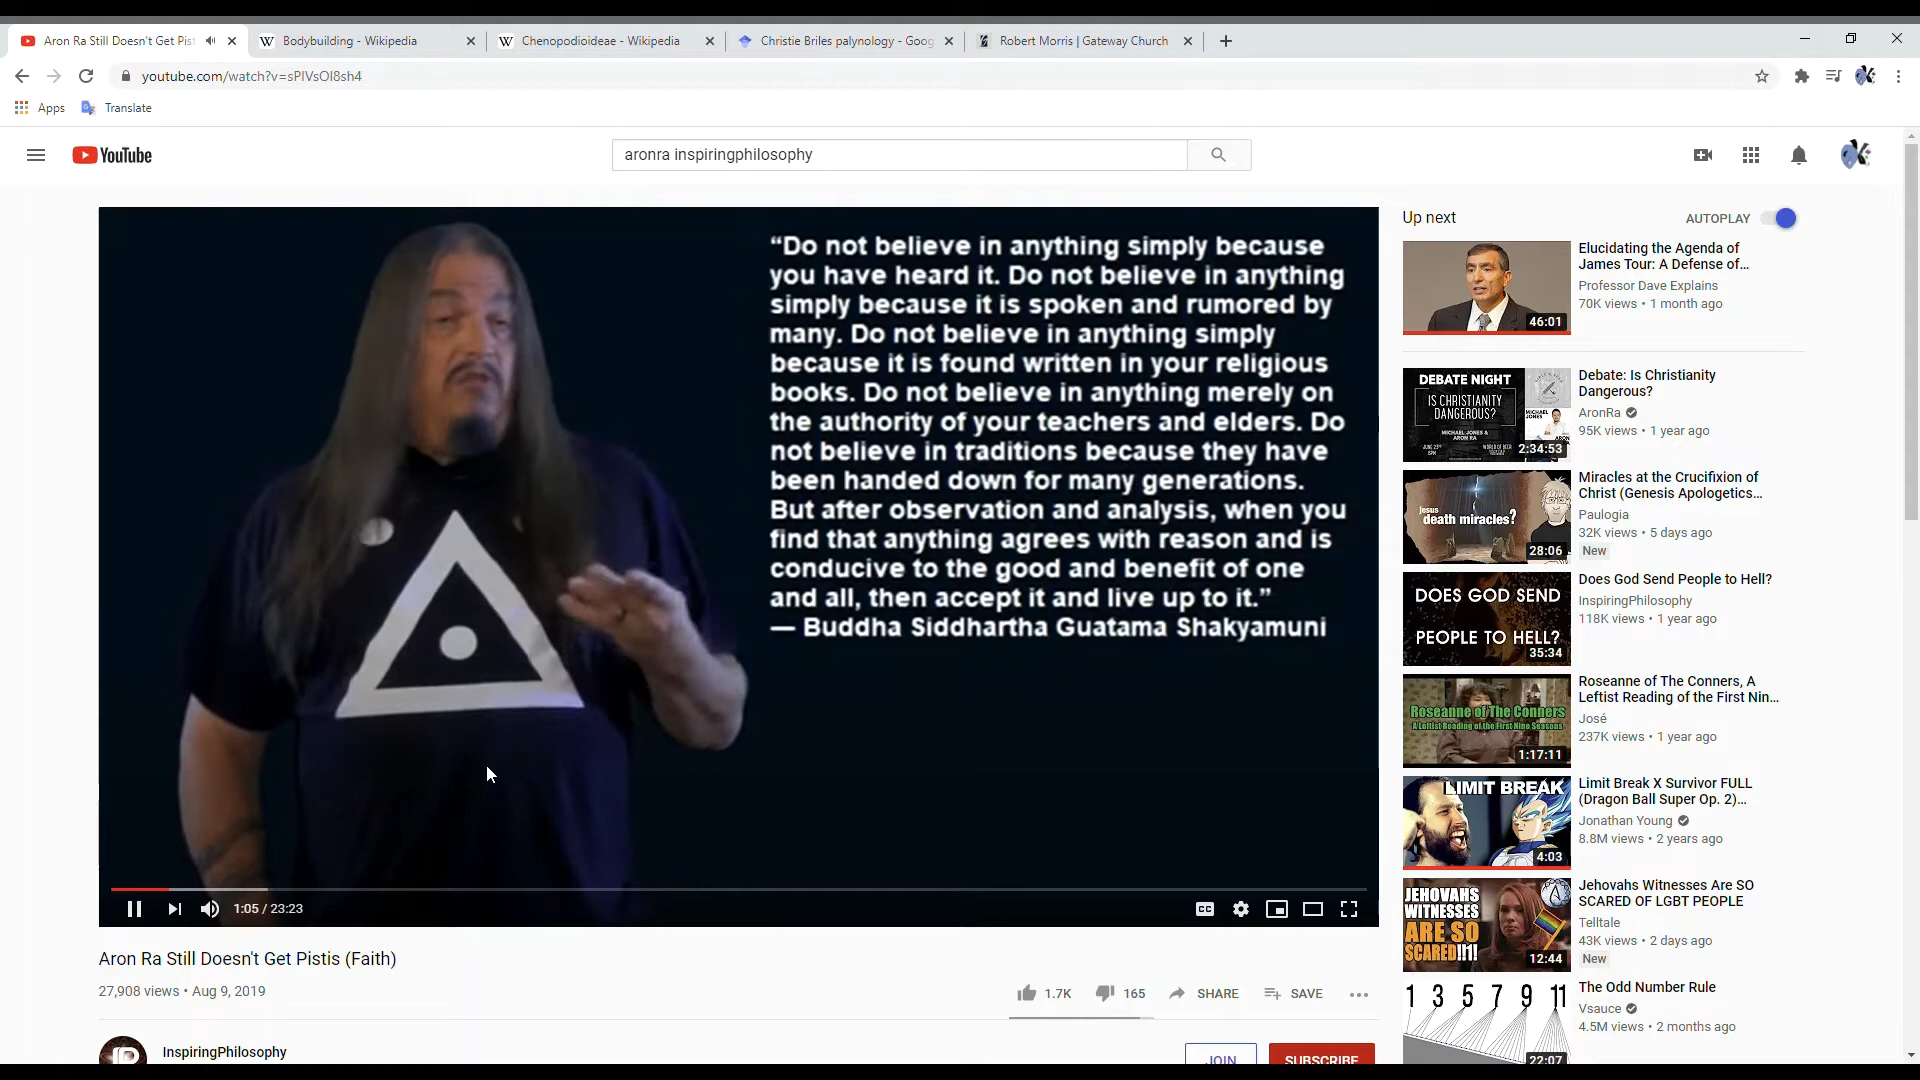 Aron Ra Still Doesn't Get Pist
Bodybuilding - Wikipedia
Chenopodioideae - Wikipedia
Christie Briles palynology - Goog
Robert Morris | Gateway Church
youtube.com/watch?v=sPlVsOl8sh4
Apps
Translate
YouTube
aronra inspiringphilosophy
“Do not believe in anything simply because
you have heard it. Do not believe in anything
simply because it is spoken and rumored by
many. Do not believe in anything simply
because it is found written in your religious
books. Do not believe in anything merely on
the authority of your teachers and elders. Do
not believe in traditions because they have
been handed down for many generations.
But after observation and analysis, when you
find that anything agrees with reason and is
conducive to the good and benefit of one
and all, then accept it and live up to it.”
— Buddha Siddhartha Guatama Shakyamuni
1:05 / 23:23
CC
Aron Ra Still Doesn't Get Pistis (Faith)
27,908 views • Aug 9, 2019
1.7K
165
SHARE
SAVE
InspiringPhilosophy
JOIN
SUBSCRIBE
Up next
AUTOPLAY
46:01
Elucidating the Agenda of
James Tour: A Defense of...
Professor Dave Explains
70K views • 1 month ago
DEBATE NIGHT
IS CHRISTIANITY
DANGEROUS?
MICHAEL JONES &
ARON RA
2:34:53
Debate: Is Christianity
Dangerous?
AronRa
95K views • 1 year ago
jesus
death miracles?
28:06
Miracles at the Crucifixion of
Christ (Genesis Apologetics...
Paulogia
32K views • 5 days ago
New
DOES GOD SEND
PEOPLE TO HELL?
35:34
Does God Send People to Hell?
InspiringPhilosophy
118K views • 1 year ago
Roseanne of The Conners
A Leftist Reading of the First Nine Seasons
1:17:11
Roseanne of The Conners, A
Leftist Reading of the First Nin...
José
237K views • 1 year ago
LIMIT BREAK
4:03
Limit Break X Survivor FULL
(Dragon Ball Super Op. 2)...
Jonathan Young
8.8M views • 2 years ago
JEHOVAHS
WITNESSES
ARE SO
SCARED!!!!
12:44
Jehovahs Witnesses Are SO
SCARED OF LGBT PEOPLE
Telltale
43K views • 2 days ago
New
1 3 5 7 9 11
22:07
The Odd Number Rule
Vsauce
4.5M views • 2 months ago